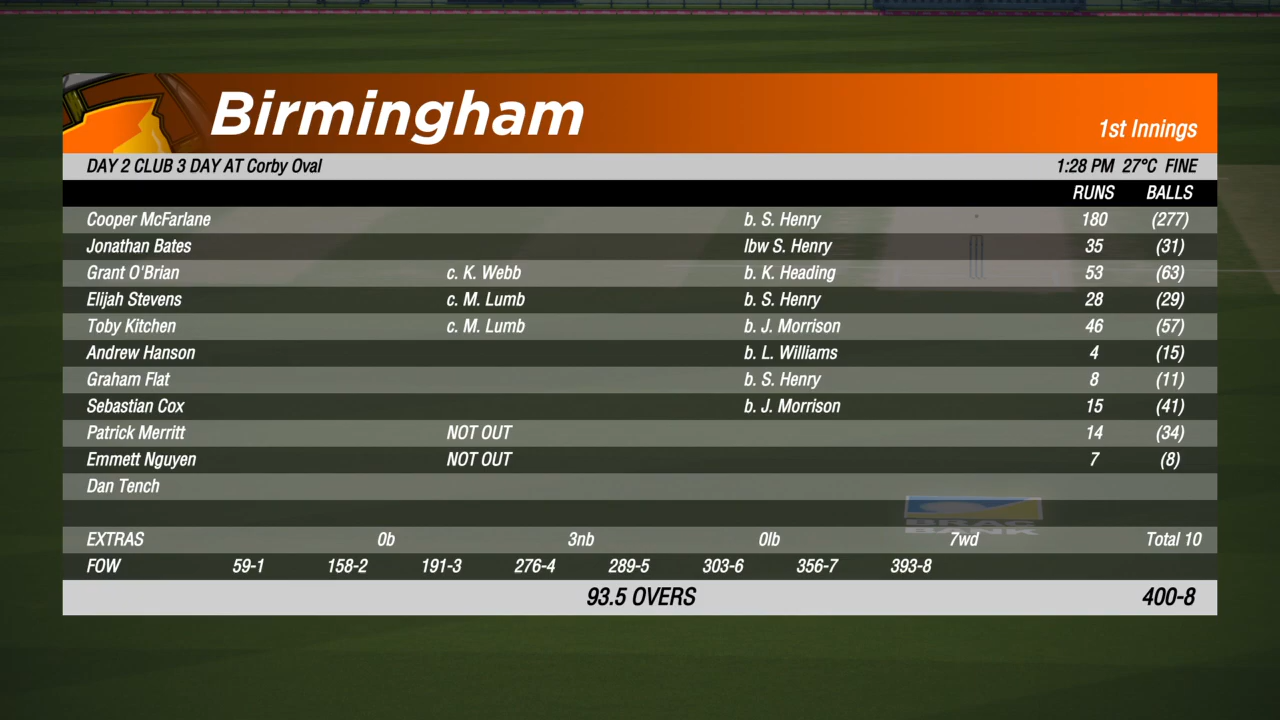 Birmingham
1st Innings
DAY 2 CLUB 3 DAY AT Corby Oval 1:28 PM 27°C FINE
RUNS BALLS
Cooper McFarlane b. S. Henry 180 (277)
Jonathan Bates lbw S. Henry 35 (31)
Grant O'Brian c. K. Webb b. K. Heading 53 (63)
Elijah Stevens c. M. Lumb b. S. Henry 28 (29)
Toby Kitchen c. M. Lumb b. J. Morrison 46 (57)
Andrew Hanson b. L. Williams 4 (15)
Graham Flat b. S. Henry 8 (11)
Sebastian Cox b. J. Morrison 15 (41)
Patrick Merritt NOT OUT 14 (34)
Emmett Nguyen NOT OUT 7 (8)
Dan Tench
BRAC
BANK
EXTRAS 0b 3nb 0lb 7wd Total 10
FOW 59-1 158-2 191-3 276-4 289-5 303-6 356-7 393-8
93.5 OVERS 400-8